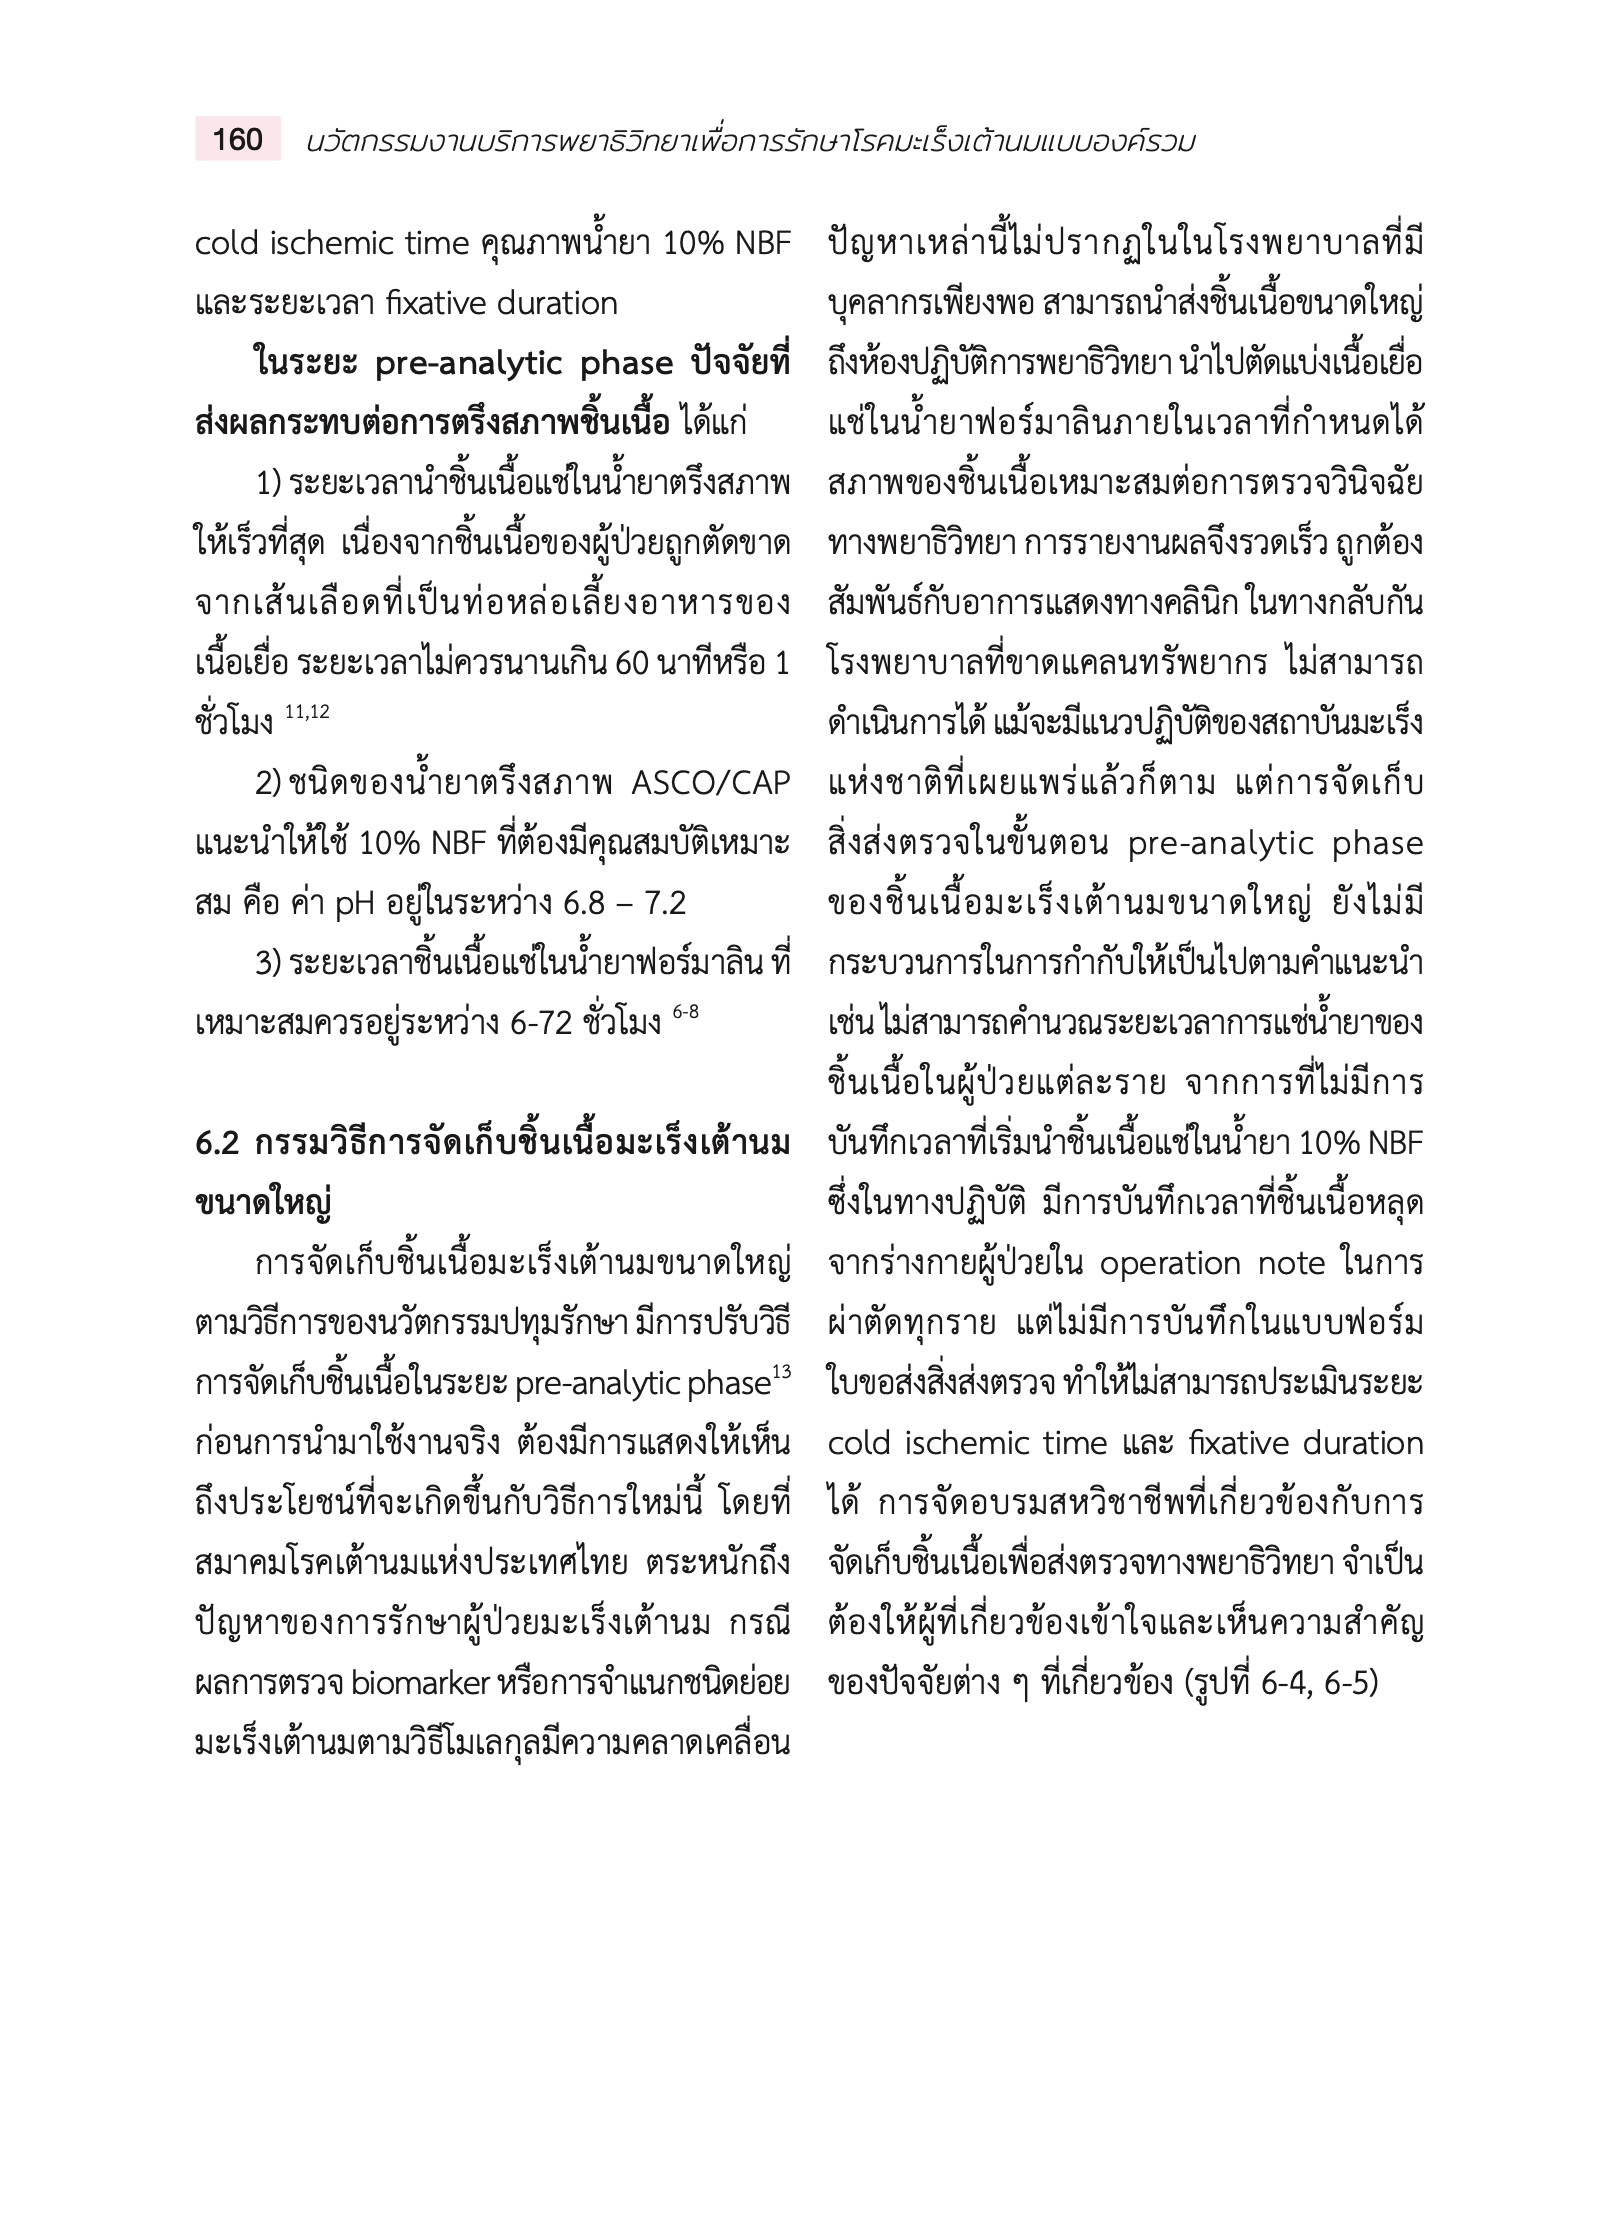 160 นวัตกรรมงานบริการพยาธิวิทยาเพื่อการรักษาโรคมะเร็งเต้านมแบบองค์รวม
cold ischemic time คุณภาพน้ำยา 10% NBF
และระยะเวลา fixative duration
ในระยะ pre-analytic phase ปัจจัยที่
ส่งผลกระทบต่อการตรึงสภาพชิ้นเนื้อ ได้แก่
1) ระยะเวลานำชิ้นเนื้อแช่ในน้ำยาตรึงสภาพ
ให้เร็วที่สุด เนื่องจากชิ้นเนื้อของผู้ป่วยถูกตัดขาด
จากเส้นเลือดที่เป็นท่อหล่อเลี้ยงอาหารของ
เนื้อเยื่อ ระยะเวลาไม่ควรนานเกิน 60 นาทีหรือ 1
ชั่วโมง 11,12
2) ชนิดของน้ำยาตรึงสภาพ ASCO/CAP
แนะนำให้ใช้ 10% NBF ที่ต้องมีคุณสมบัติเหมาะ
สม คือ ค่า pH อยู่ในระหว่าง 6.8 – 7.2
3) ระยะเวลาชิ้นเนื้อแช่ในน้ำยาฟอร์มาลิน ที่
เหมาะสมควรอยู่ระหว่าง 6-72 ชั่วโมง 6-8
6.2 กรรมวิธีการจัดเก็บชิ้นเนื้อมะเร็งเต้านม
ขนาดใหญ่
การจัดเก็บชิ้นเนื้อมะเร็งเต้านมขนาดใหญ่
ตามวิธีการของนวัตกรรมปทุมรักษา มีการปรับวิธี
การจัดเก็บชิ้นเนื้อในระยะ pre-analytic phase13
ก่อนการนำมาใช้งานจริง ต้องมีการแสดงให้เห็น
ถึงประโยชน์ที่จะเกิดขึ้นกับวิธีการใหม่นี้ โดยที่
สมาคมโรคเต้านมแห่งประเทศไทย ตระหนักถึง
ปัญหาของการรักษาผู้ป่วยมะเร็งเต้านม กรณี
ผลการตรวจ biomarker หรือการจำแนกชนิดย่อย
มะเร็งเต้านมตามวิธีโมเลกุลมีความคลาดเคลื่อน
ปัญหาเหล่านี้ไม่ปรากฏในในโรงพยาบาลที่มี
บุคลากรเพียงพอ สามารถนำส่งชิ้นเนื้อขนาดใหญ่
ถึงห้องปฏิบัติการพยาธิวิทยา นำไปตัดแบ่งเนื้อเยื่อ
แช่ในน้ำยาฟอร์มาลินภายในเวลาที่กำหนดได้
สภาพของชิ้นเนื้อเหมาะสมต่อการตรวจวินิจฉัย
ทางพยาธิวิทยา การรายงานผลจึงรวดเร็ว ถูกต้อง
สัมพันธ์กับอาการแสดงทางคลินิก ในทางกลับกัน
โรงพยาบาลที่ขาดแคลนทรัพยากร ไม่สามารถ
ดำเนินการได้ แม้จะมีแนวปฏิบัติของสถาบันมะเร็ง
แห่งชาติที่เผยแพร่แล้วก็ตาม แต่การจัดเก็บ
สิ่งส่งตรวจในขั้นตอน pre-analytic phase
ของชิ้นเนื้อมะเร็งเต้านมขนาดใหญ่ ยังไม่มี
กระบวนการในการกำกับให้เป็นไปตามคำแนะนำ
เช่น ไม่สามารถคำนวณระยะเวลาการแช่น้ำยาของ
ชิ้นเนื้อในผู้ป่วยแต่ละราย จากการที่ไม่มีการ
บันทึกเวลาที่เริ่มนำชิ้นเนื้อแช่ในน้ำยา 10% NBF
ซึ่งในทางปฏิบัติ มีการบันทึกเวลาที่ชิ้นเนื้อหลุด
จากร่างกายผู้ป่วยใน operation note ในการ
ผ่าตัดทุกราย แต่ไม่มีการบันทึกในแบบฟอร์ม
ใบขอส่งสิ่งส่งตรวจ ทำให้ไม่สามารถประเมินระยะ
cold ischemic time และ fixative duration
ได้ การจัดอบรมสหวิชาชีพที่เกี่ยวข้องกับการ
จัดเก็บชิ้นเนื้อเพื่อส่งตรวจทางพยาธิวิทยา จำเป็น
ต้องให้ผู้ที่เกี่ยวข้องเข้าใจและเห็นความสำคัญ
ของปัจจัยต่าง ๆ ที่เกี่ยวข้อง (รูปที่ 6-4, 6-5)